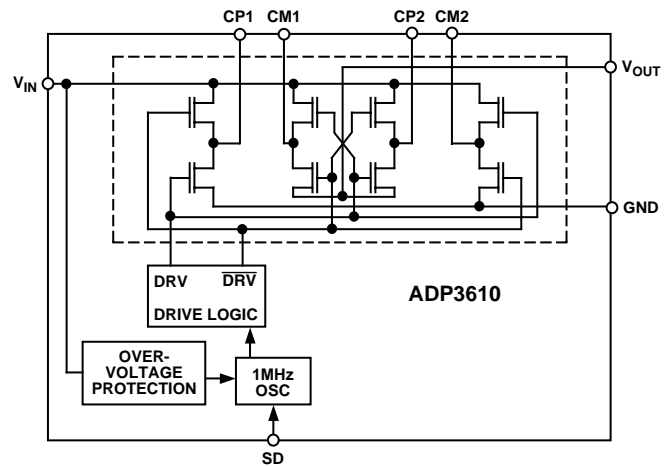 CP1 CM1 CP2 CM2
VIN
VOUT
GND
DRV DRV
DRIVE LOGIC
ADP3610
OVER-
VOLTAGE
PROTECTION
1MHz
OSC
SD